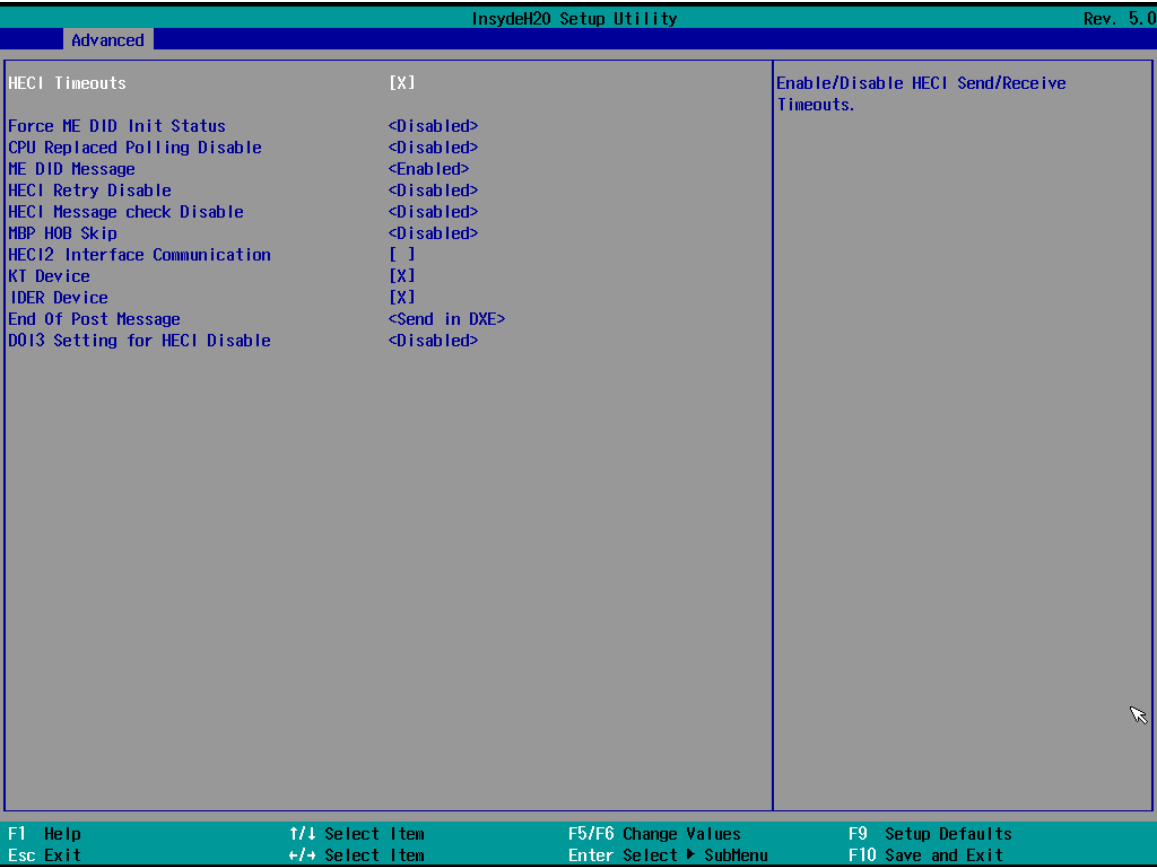 InsydeH20 Setup Utility Rev. 5.0
Advanced
HECI Timeouts [X]
Enable/Disable HECI Send/Receive
Timeouts.
Force ME DID Init Status <Disabled>
CPU Replaced Polling Disable <Disabled>
ME DID Message <Enabled>
HECI Retry Disable <Disabled>
HECI Message check Disable <Disabled>
MBP HOB Skip <Disabled>
HECI2 Interface Communication [ ]
KT Device [X]
IDER Device [X]
End Of Post Message <Send in DXE>
D0I3 Setting for HECI Disable <Disabled>
F1 Help ↑/↓ Select Item F5/F6 Change Values F9 Setup Defaults
Esc Exit ←/→ Select Item Enter Select ▶ SubMenu F10 Save and Exit